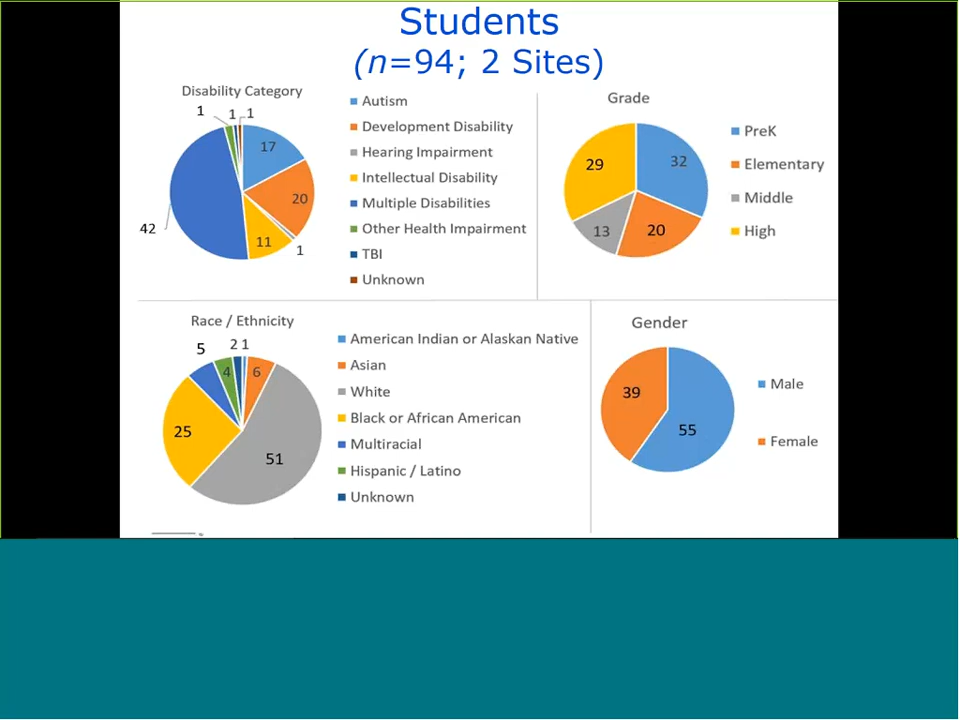 Students
(n=94; 2 Sites)
Disability Category
1
1
1
17
20
1
11
42
Autism
Development Disability
Hearing Impairment
Intellectual Disability
Multiple Disabilities
Other Health Impairment
TBI
Unknown
Grade
29
32
13
20
PreK
Elementary
Middle
High
Race / Ethnicity
5
2
1
4
6
25
51
American Indian or Alaskan Native
Asian
White
Black or African American
Multiracial
Hispanic / Latino
Unknown
Gender
39
55
Male
Female